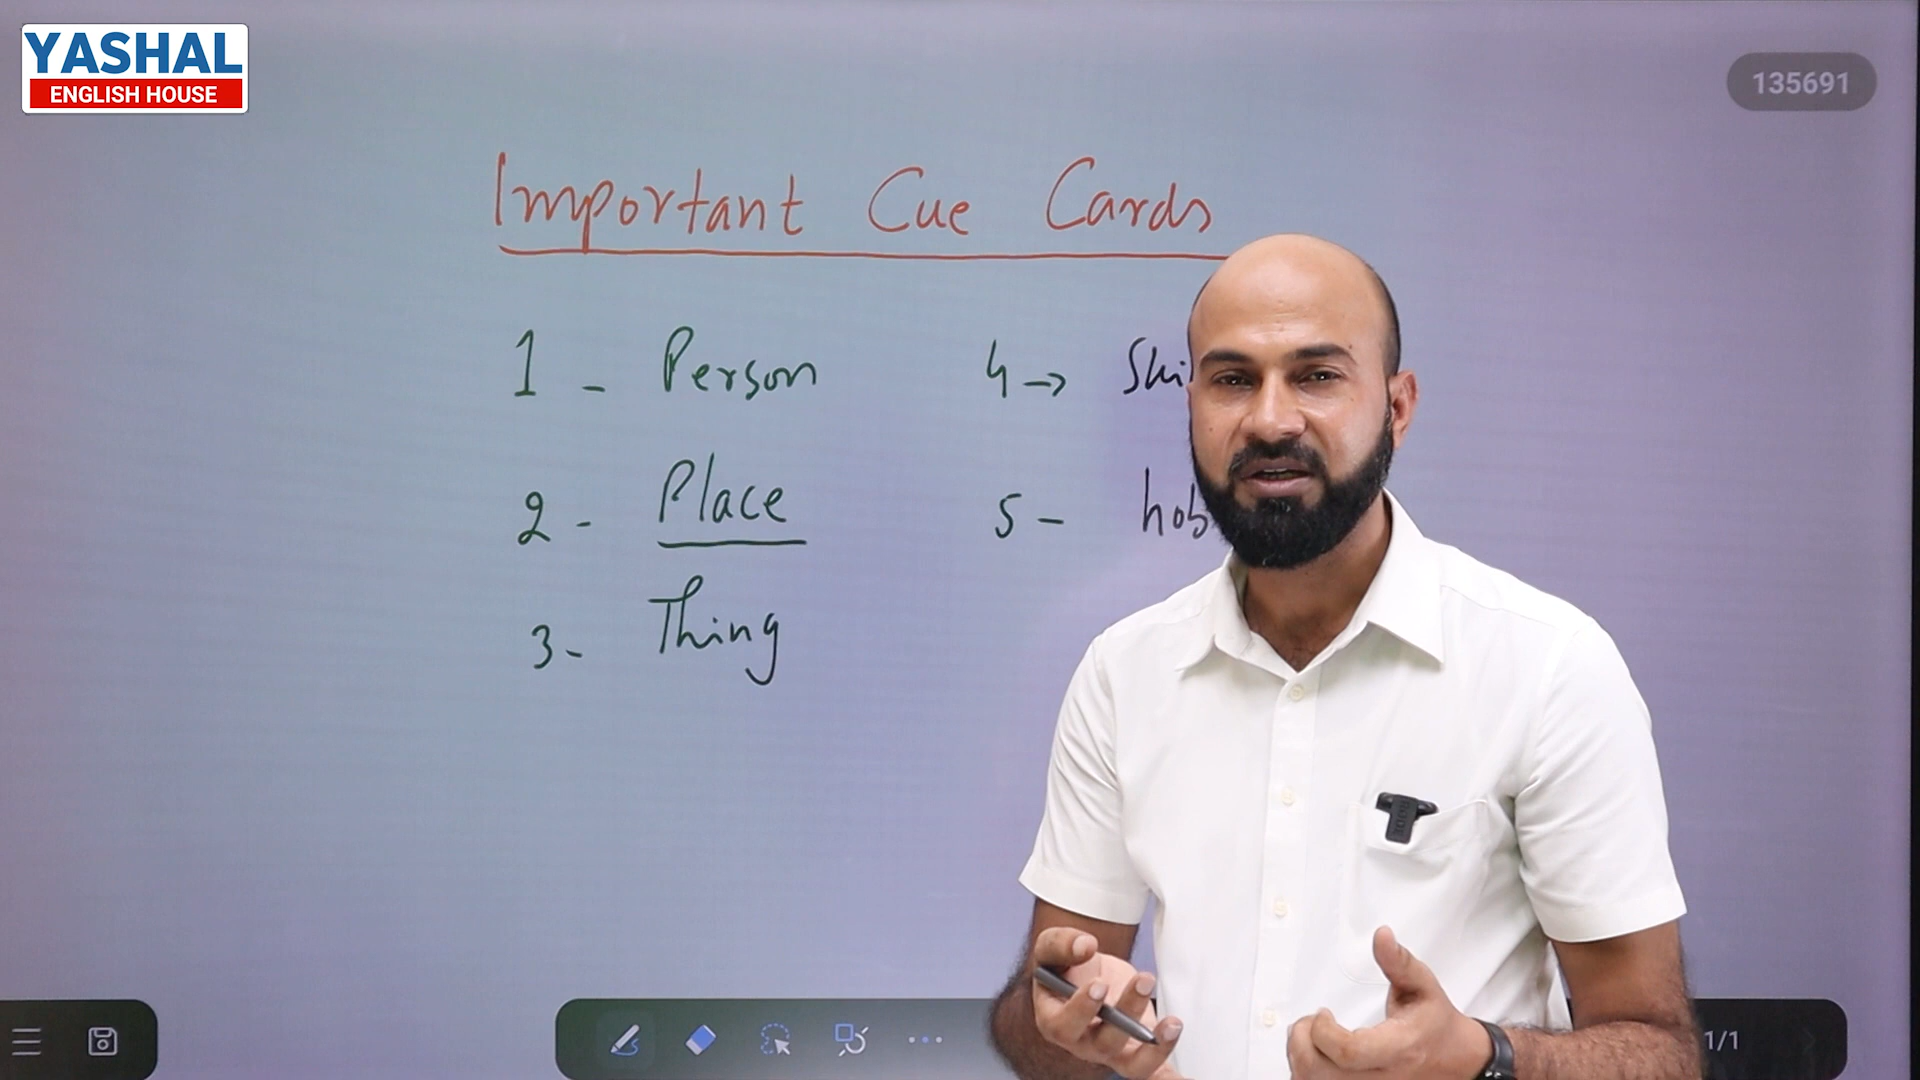 YASHAL
ENGLISH HOUSE
135691
Important Cue Cards
1 - Person
2 - Place
3 - Thing
4 →
5 -
1/1